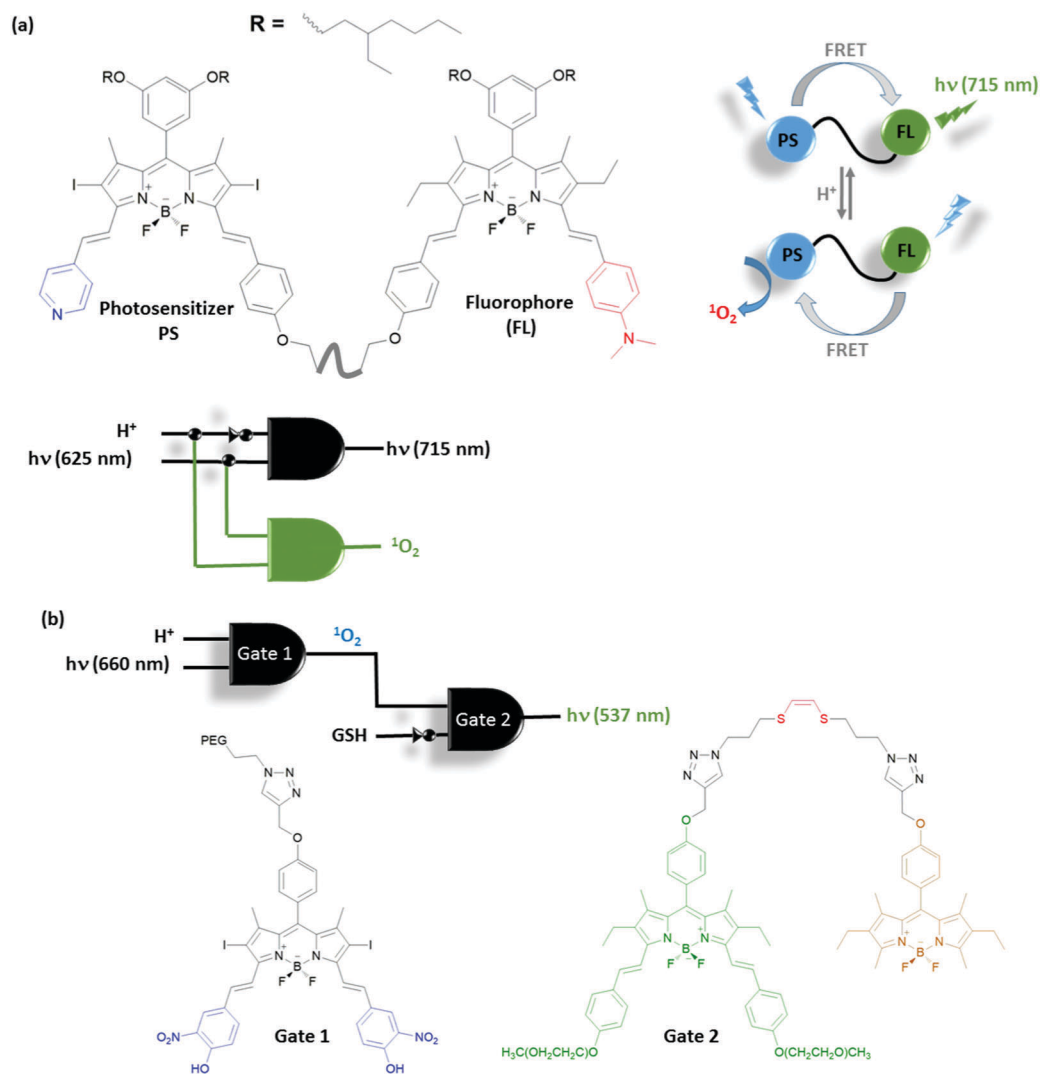 (a)
R =
RO
OR
RO
OR
FRET
hν (715 nm)
PS
FL
H⁺
PS
FL
¹O₂
FRET
I
I
N
N⁺
B⁻
F
F
N
Photosensitizer
PS
O
N⁺
N
B⁻
F
F
O
Fluorophore
(FL)
N
H⁺
hν (625 nm)
hν (715 nm)
¹O₂
(b)
H⁺
hν (660 nm)
Gate 1
¹O₂
GSH
Gate 2
hν (537 nm)
PEG
N
N
N
O
I
I
N⁺
N
B⁻
F
F
O₂N
HO
NO₂
OH
Gate 1
S
S
N
N
N
N
N
N
O
O
N
N⁺
B⁻
F
F
N⁺
N
B⁻
F
F
H₃C(OH₂CH₂C)O
O(CH₂CH₂O)CH₃
Gate 2